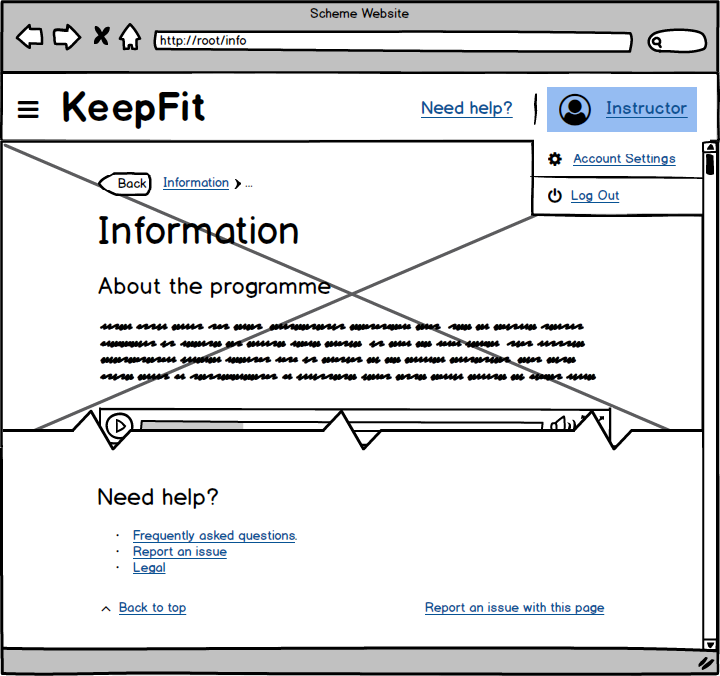 Scheme Website
http://root/info
KeepFit
Need help?
Instructor
Account Settings
Log Out
Back
Information
...
Information
About the programme
Need help?
· Frequently asked questions.
· Report an issue
· Legal
Back to top
Report an issue with this page